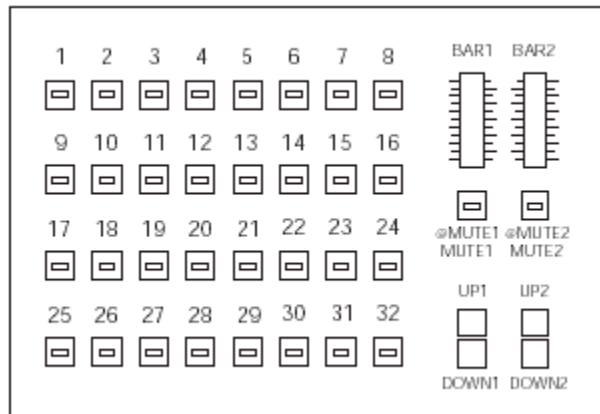 1 2 3 4 5 6 7 8
BAR1 BAR2
9 10 11 12 13 14 15 16
17 18 19 20 21 22 23 24
@MUTE1 @MUTE2
MUTE1 MUTE2
25 26 27 28 29 30 31 32
UP1 UP2
DOWN1 DOWN2